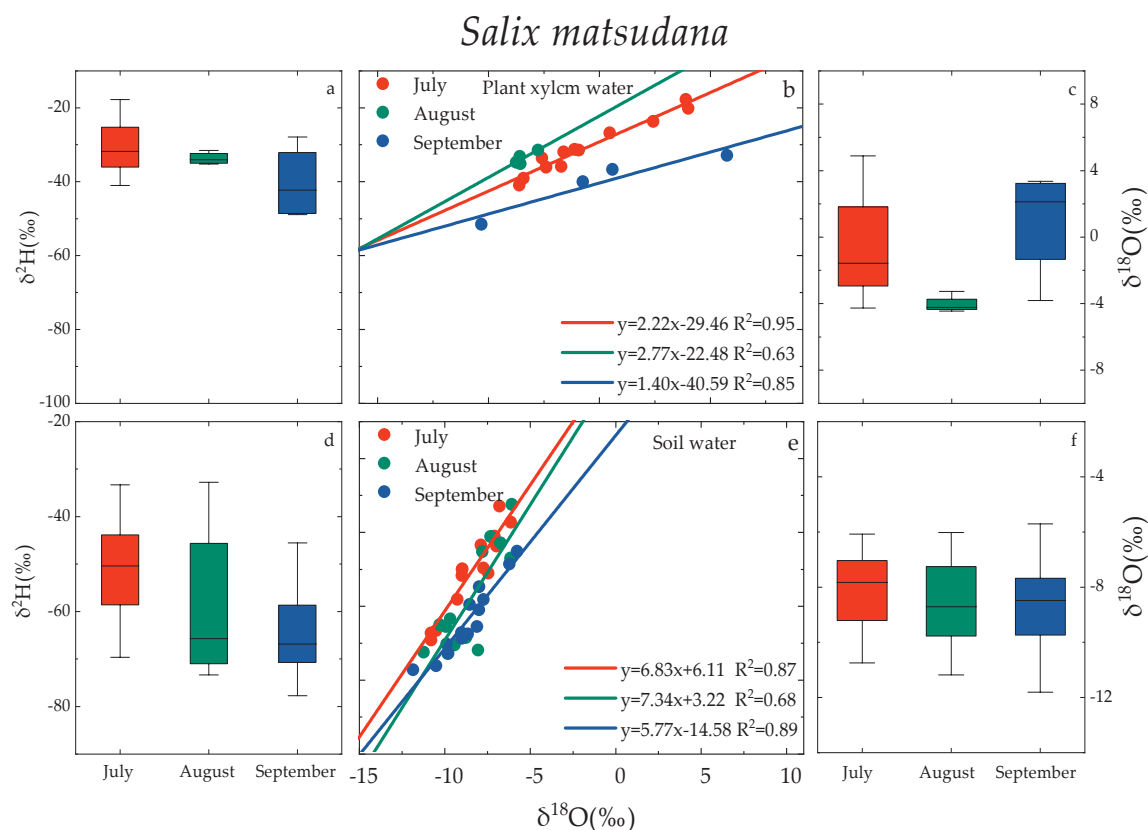 Salix matsudana
a
-20
-40
-60
-80
-100
δ²H(‰)
July
August
September
Plant xylcm water
b
y=2.22x-29.46 R²=0.95
y=2.77x-22.48 R²=0.63
y=1.40x-40.59 R²=0.85
c
8
4
0
-4
-8
δ¹⁸O(‰)
d
-20
-40
-60
-80
δ²H(‰)
July
August
September
July
August
September
Soil water
e
y=6.83x+6.11 R²=0.87
y=7.34x+3.22 R²=0.68
y=5.77x-14.58 R²=0.89
-15
-10
-5
0
5
10
δ¹⁸O(‰)
f
-4
-8
-12
δ¹⁸O(‰)
July
August
September